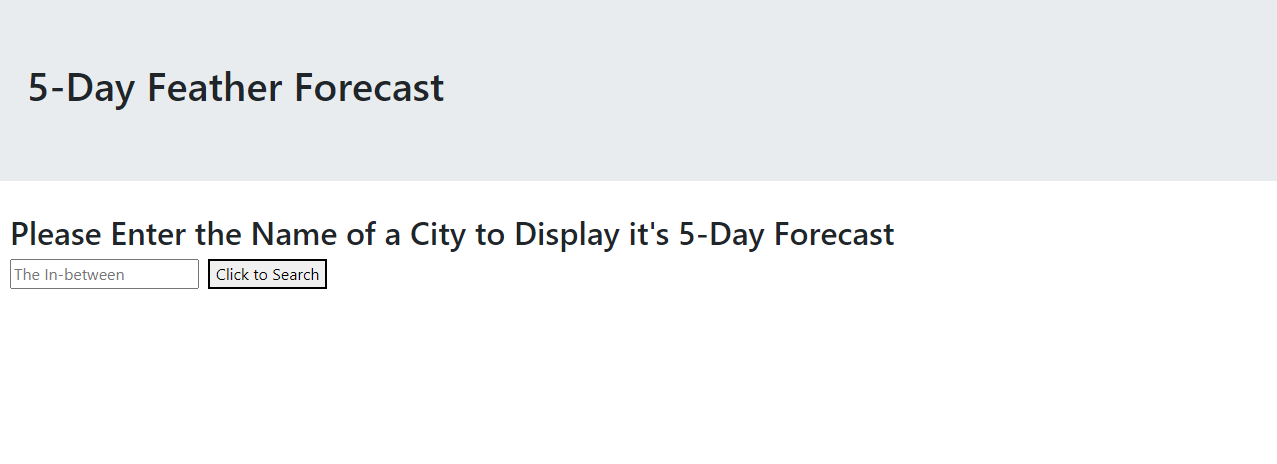 5-Day Feather Forecast
Please Enter the Name of a City to Display it's 5-Day Forecast
The In-between Click to Search